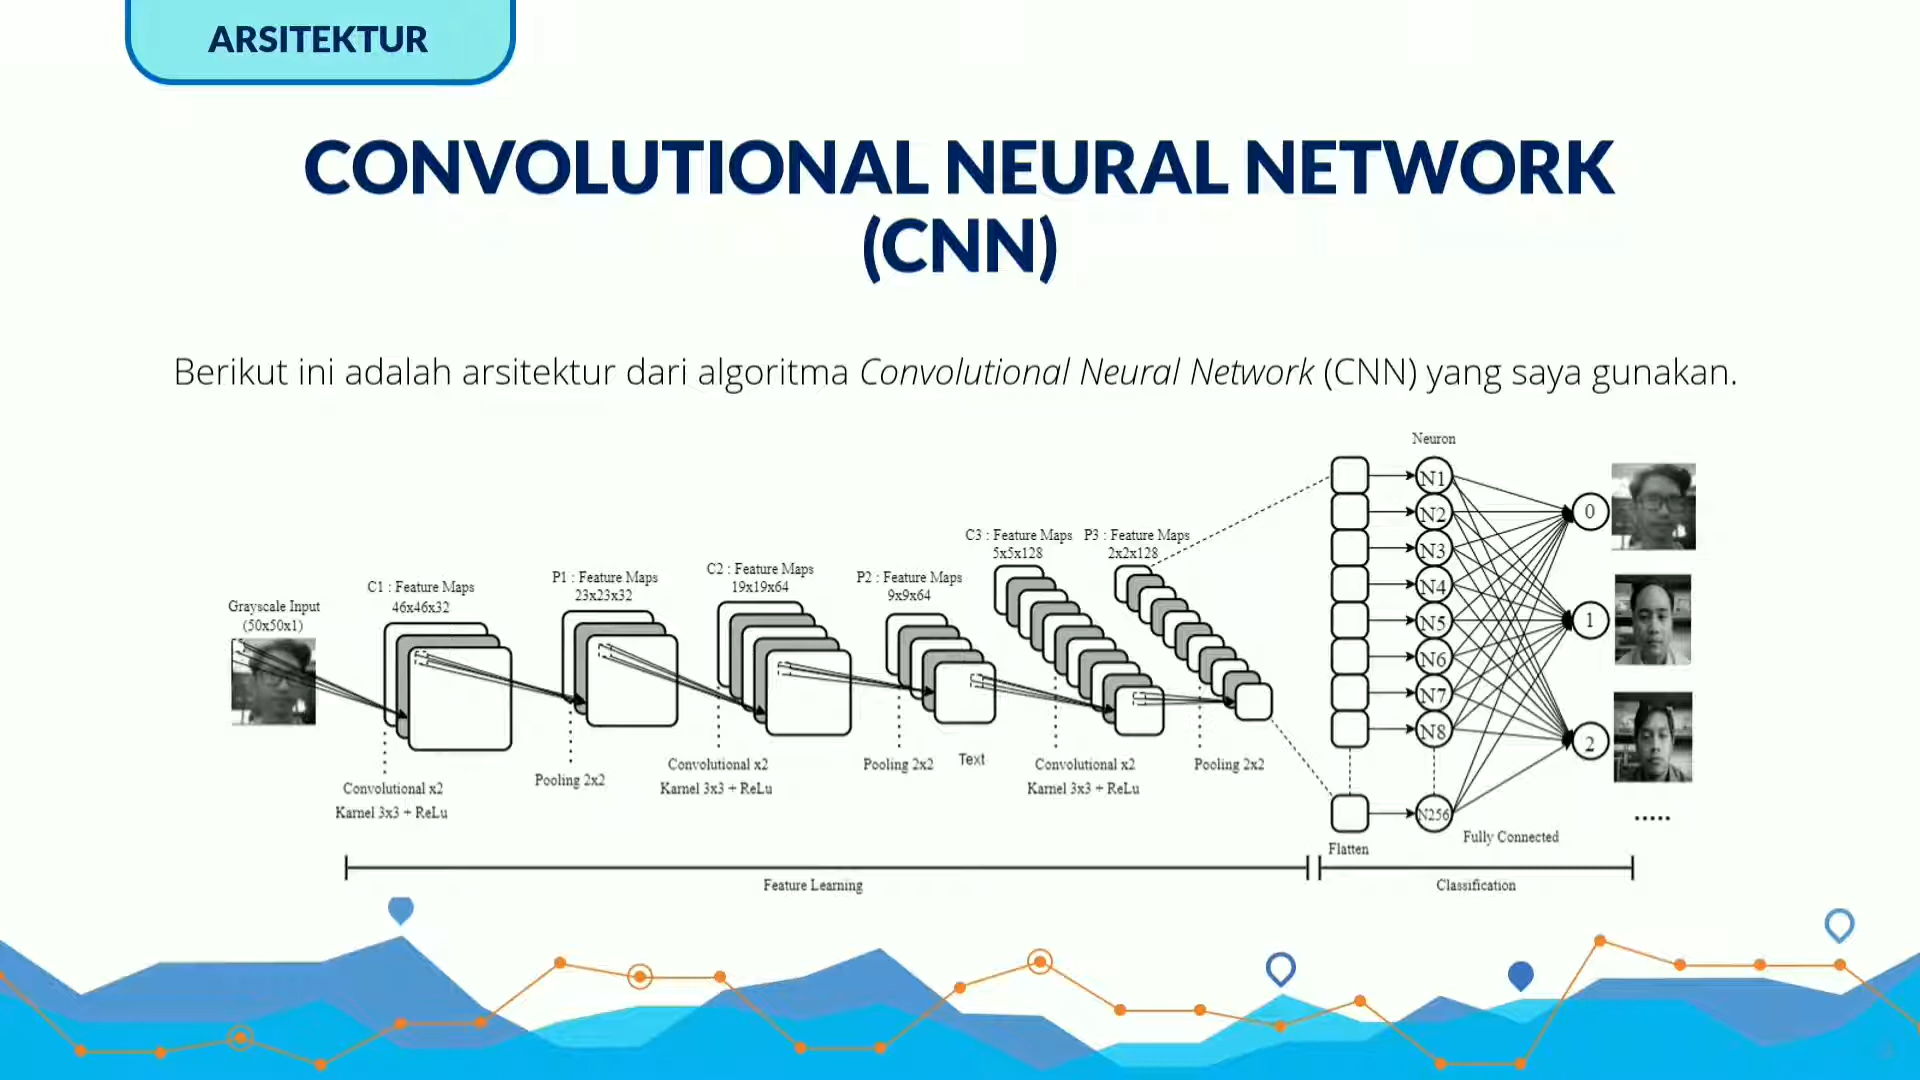 ARSITEKTUR
CONVOLUTIONAL NEURAL NETWORK
(CNN)
Berikut ini adalah arsitektur dari algoritma Convolutional Neural Network (CNN) yang saya gunakan.
Grayscale Input
(50x50x1)
C1 : Feature Maps
46x46x32
Convolutional x2
Karnel 3x3 + ReLu
P1 : Feature Maps
23x23x32
Pooling 2x2
C2 : Feature Maps
19x19x64
Convolutional x2
Karnel 3x3 + ReLu
P2 : Feature Maps
9x9x64
Pooling 2x2
Text
C3 : Feature Maps
5x5x128
Convolutional x2
Karnel 3x3 + ReLu
P3 : Feature Maps
2x2x128
Pooling 2x2
Flatten
Neuron
N1
N2
N3
N4
N5
N6
N7
N8
N256
Fully Connected
0
1
2
.....
Feature Learning
Classification